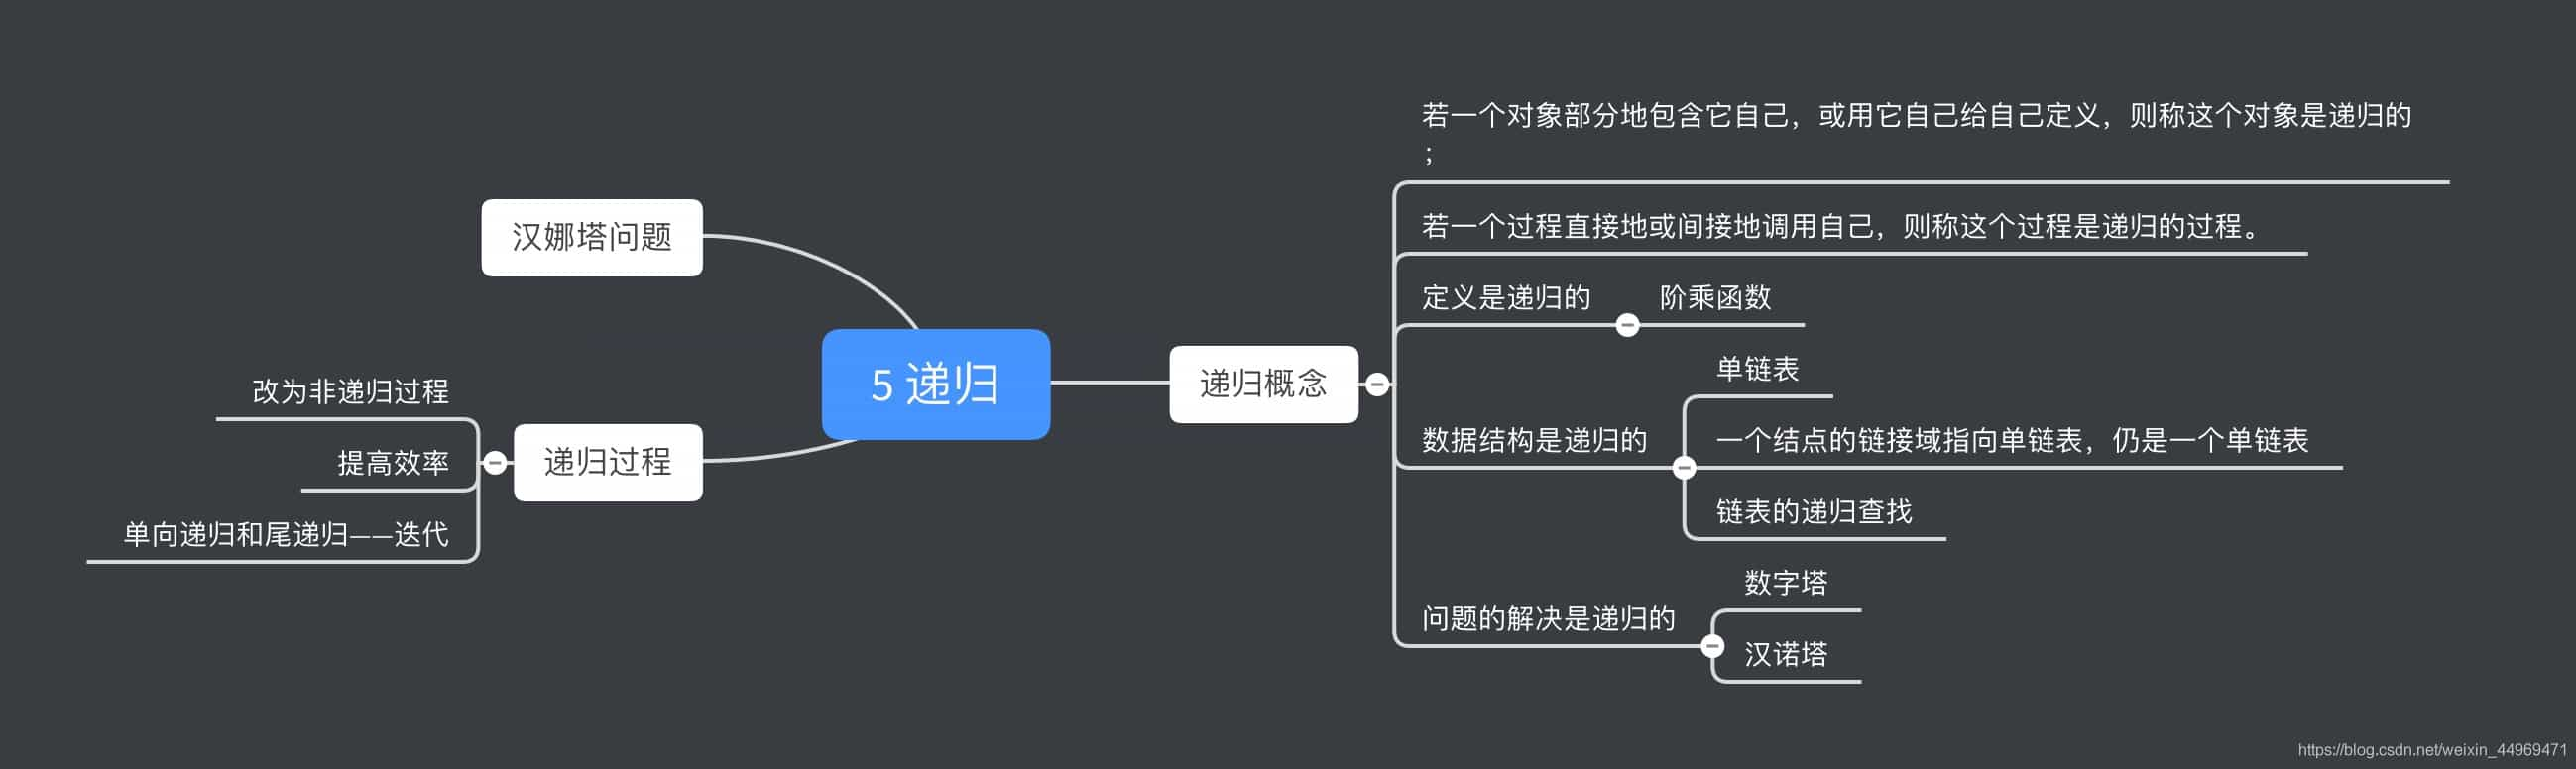 5 递归
递归概念
若一个对象部分地包含它自己，或用它自己给自己定义，则称这个对象是递归的
；
若一个过程直接地或间接地调用自己，则称这个过程是递归的过程。
定义是递归的
阶乘函数
数据结构是递归的
单链表
一个结点的链接域指向单链表，仍是一个单链表
链表的递归查找
问题的解决是递归的
数字塔
汉诺塔
递归过程
改为非递归过程
提高效率
单向递归和尾递归——迭代
汉娜塔问题
https://blog.csdn.net/weixin_44969471